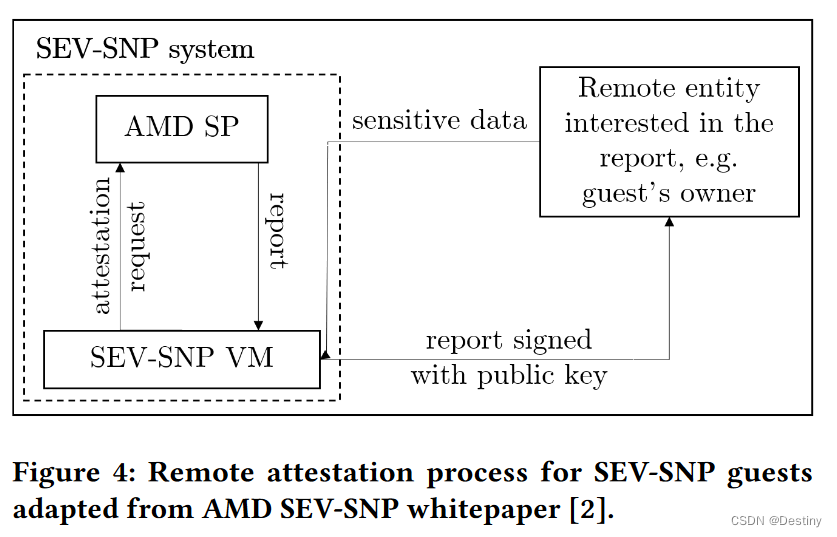 SEV-SNP system
AMD SP
sensitive data
Remote entity
interested in the
report, e.g.
guest's owner
attestation
request
report
SEV-SNP VM
report signed
with public key
Figure 4: Remote attestation process for SEV-SNP guests
adapted from AMD SEV-SNP whitepaper [2].
CSDN @Destiny